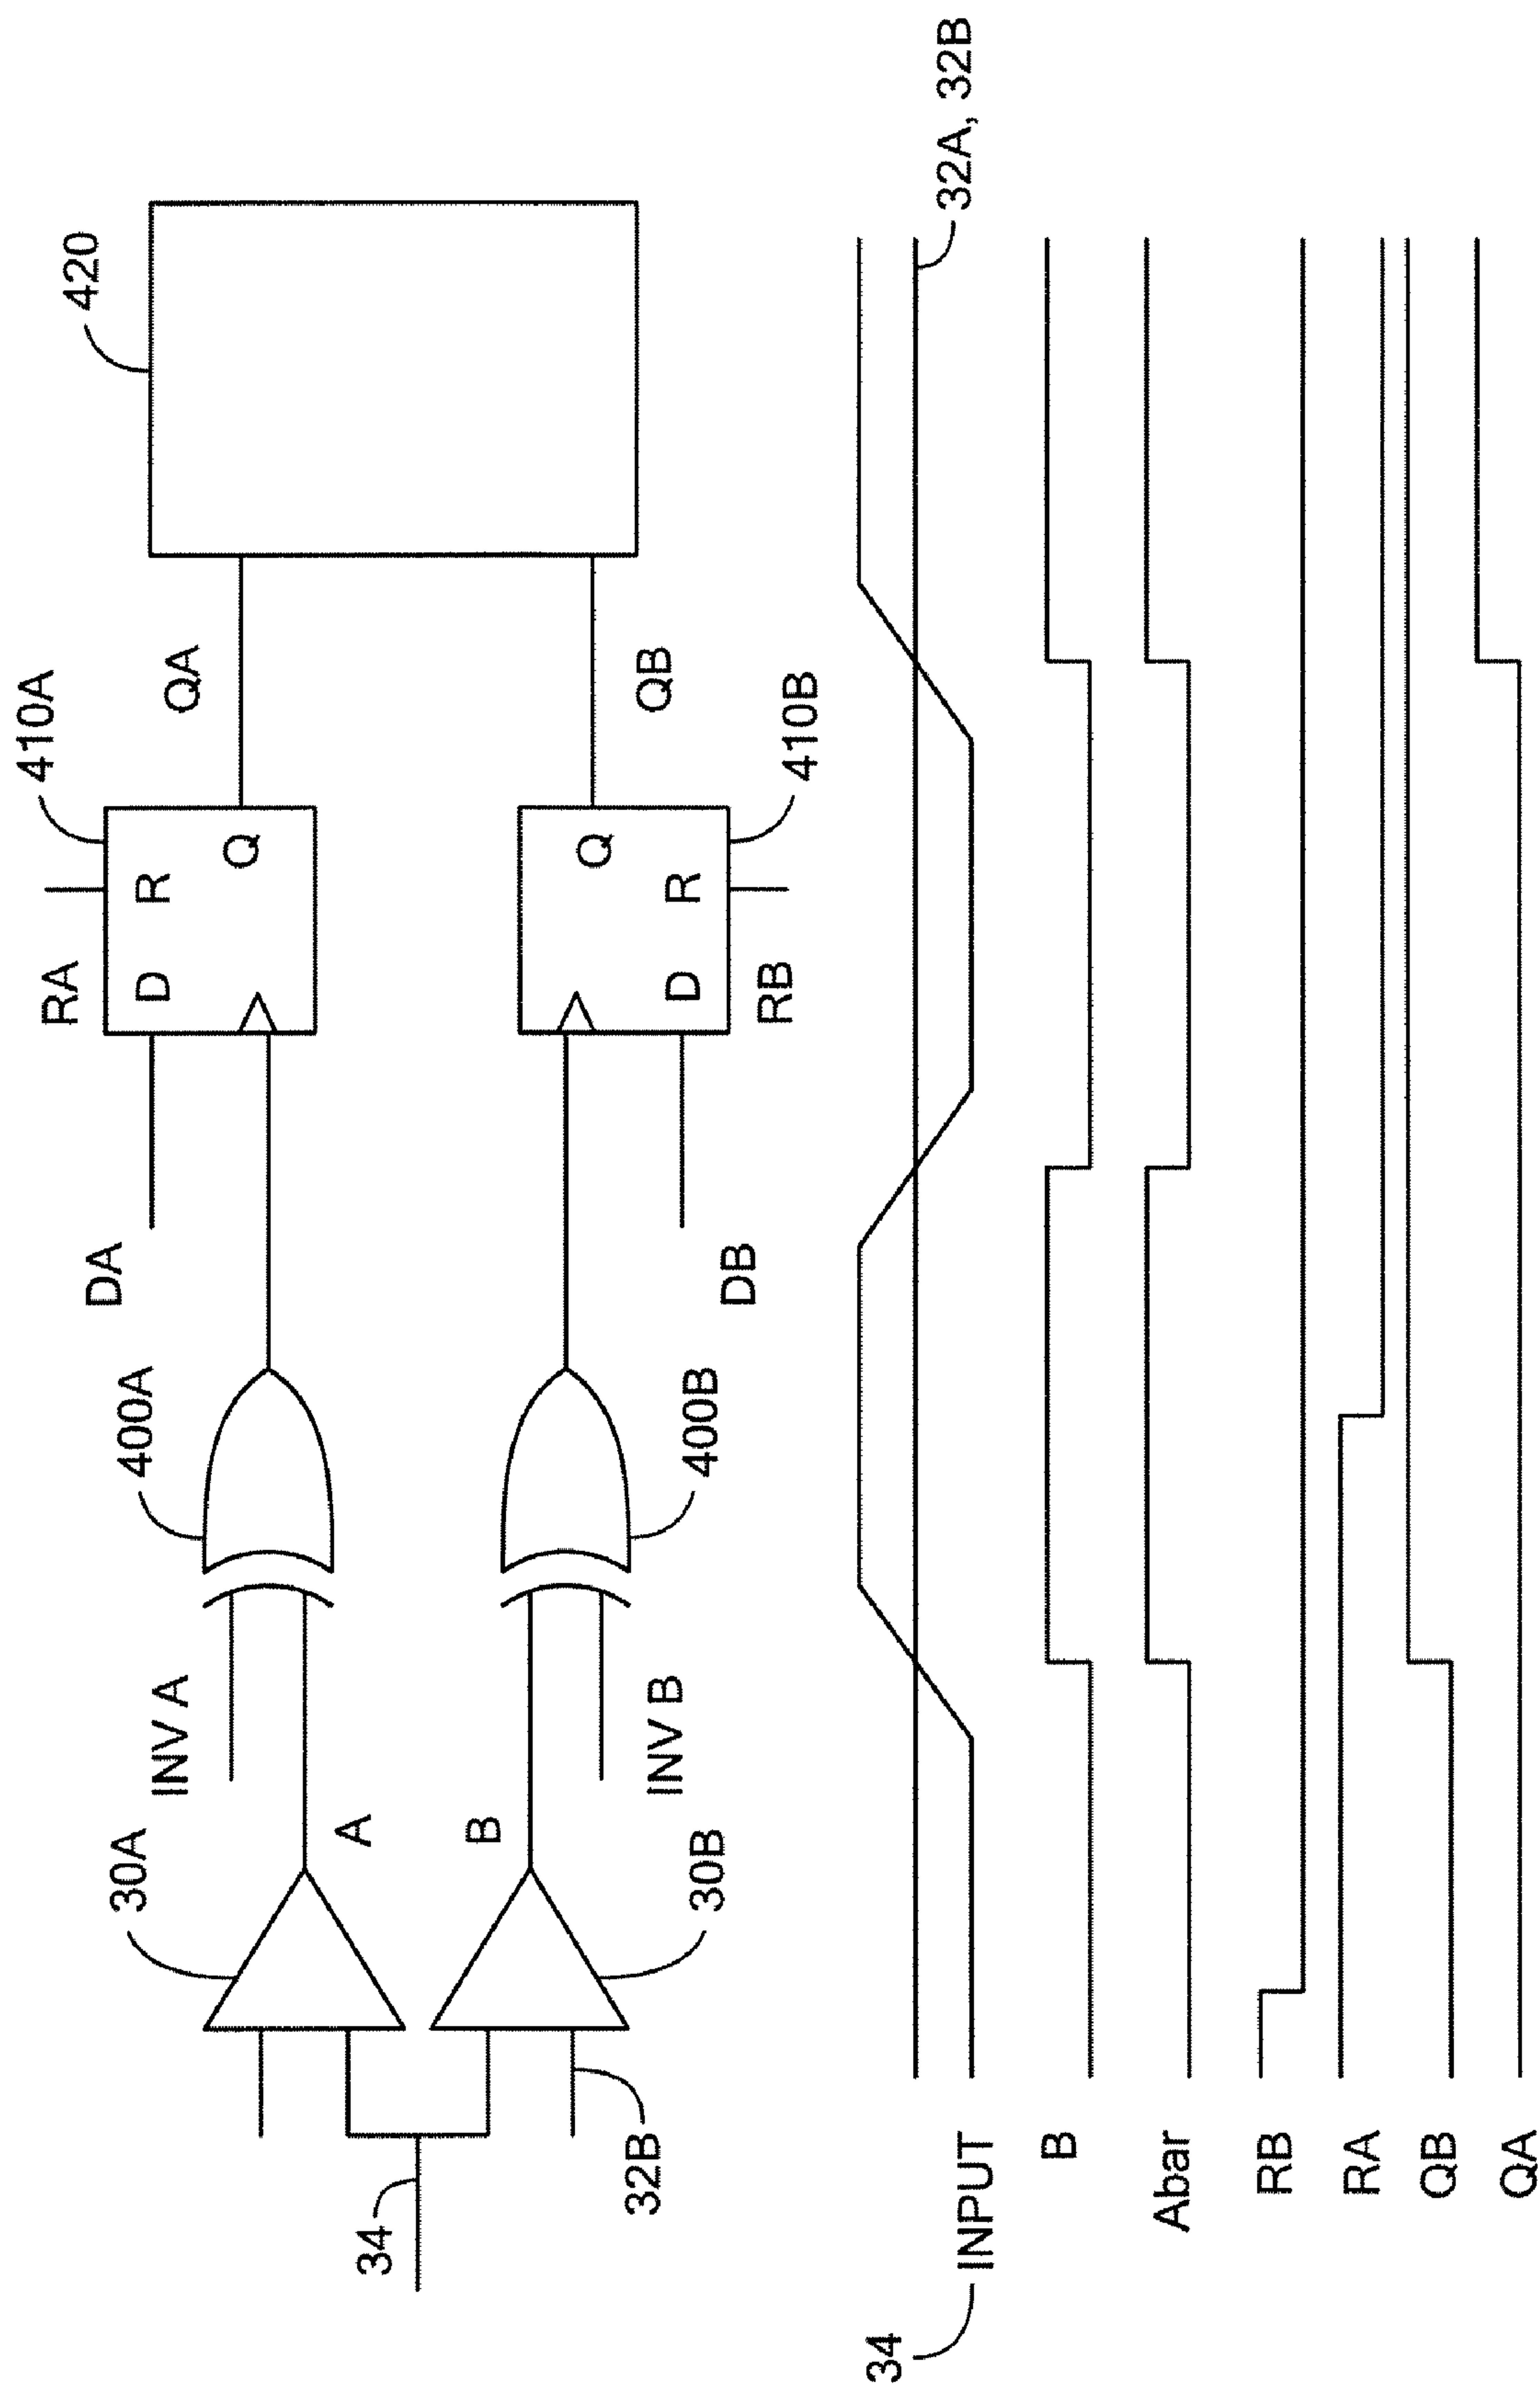 420
410A
RA
D
R
Q
QA
DA
400A
INV A
30A
A
B
30B
INV B
400B
DB
D
R
Q
QB
RB
410B
34
32B
32A, 32B
34
INPUT
B
Abar
RB
RA
QB
QA